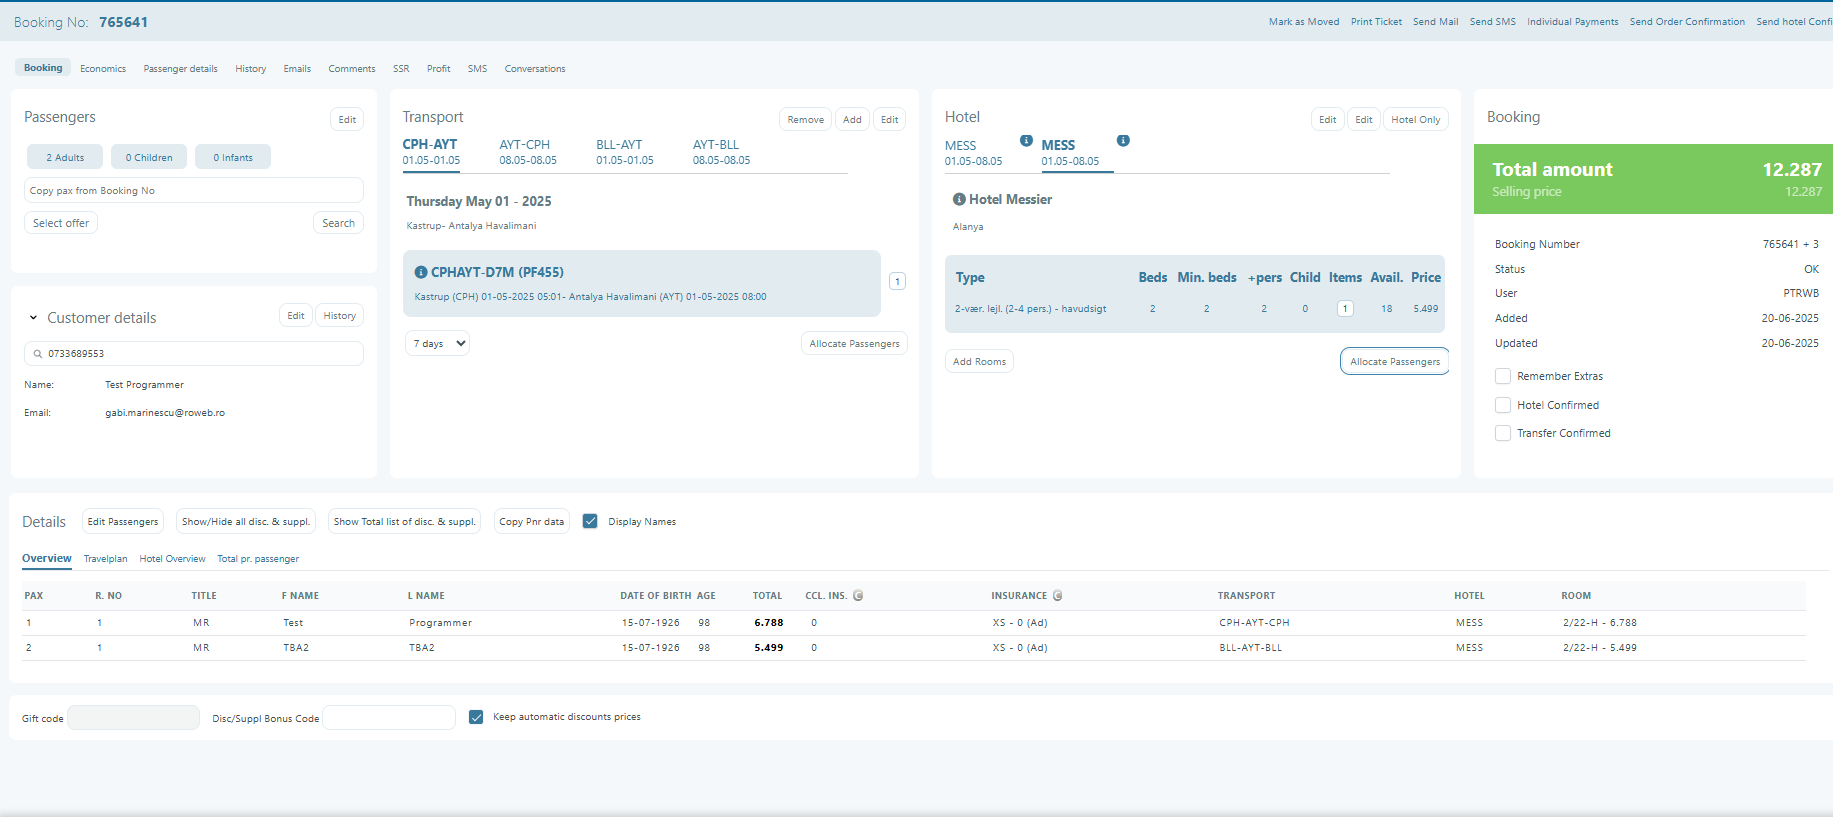 Booking No: 765641
Mark as Moved Print Ticket Send Mail Send SMS Individual Payments Send Order Confirmation Send hotel Confi
Booking Economics Passenger details History Emails Comments SSR Profit SMS Conversations
Passengers
Edit
2 Adults 0 Children 0 Infants
Copy pax from Booking No
Select offer Search
Customer details
Edit History
0733689553
Name: Test Programmer
Email: gabi.marinescu@roweb.ro
Transport
Remove Add Edit
CPH-AYT AYT-CPH BLL-AYT AYT-BLL
01.05-01.05 08.05-08.05 01.05-01.05 08.05-08.05
Thursday May 01 - 2025
Kastrup- Antalya Havalimani
CPHAYT-D7M (PF455)
Kastrup (CPH) 01-05-2025 05:01- Antalya Havalimani (AYT) 01-05-2025 08:00
1
7 days Allocate Passengers
Hotel
Edit Edit Hotel Only
MESS MESS
01.05-08.05 01.05-08.05
Hotel Messier
Alanya
Type Beds Min. beds +pers Child Items Avail. Price
2-vær. lejl. (2-4 pers.) - havudsigt 2 2 2 0 1 18 5.499
Add Rooms Allocate Passengers
Booking
Total amount 12.287
Selling price 12.287
Booking Number 765641 + 3
Status OK
User PTRWB
Added 20-06-2025
Updated 20-06-2025
Remember Extras
Hotel Confirmed
Transfer Confirmed
Details Edit Passengers Show/Hide all disc. & suppl. Show Total list of disc. & suppl. Copy Pnr data Display Names
Overview Travelplan Hotel Overview Total pr. passenger
PAX R. NO TITLE F NAME L NAME DATE OF BIRTH AGE TOTAL CCL. INS. C INSURANCE C TRANSPORT HOTEL ROOM
1 1 MR Test Programmer 15-07-1926 98 6.788 0 XS - 0 (Ad) CPH-AYT-CPH MESS 2/22-H - 6.788
2 1 MR TBA2 TBA2 15-07-1926 98 5.499 0 XS - 0 (Ad) BLL-AYT-BLL MESS 2/22-H - 5.499
Gift code Disc/Suppl Bonus Code Keep automatic discounts prices